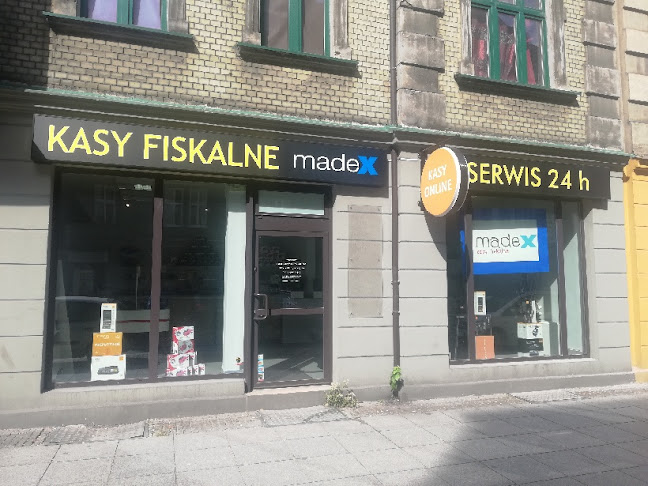 KASY FISKALNE madex
KASY
ONLINE
SERWIS 24 h
madex